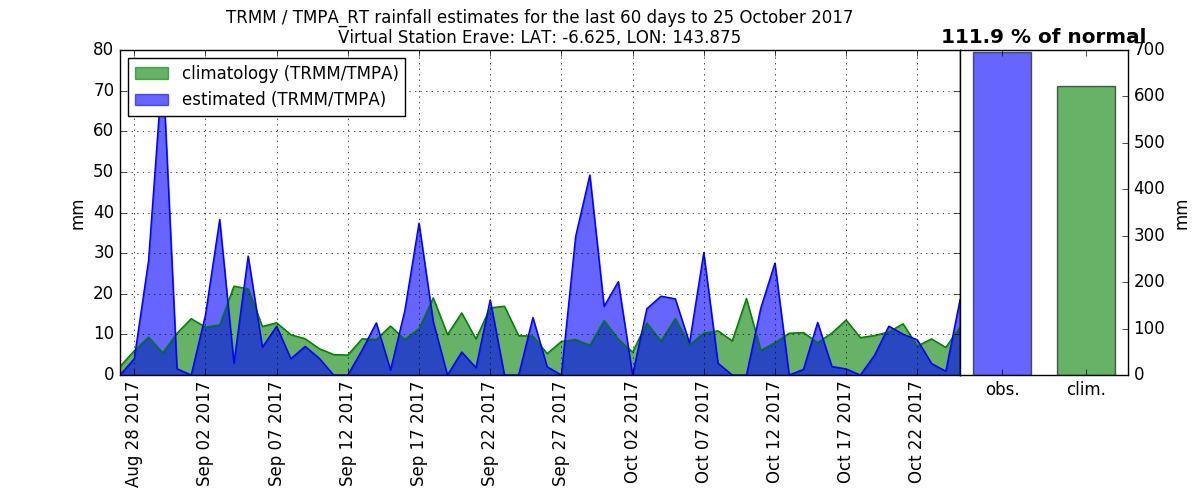 TRMM / TMPA_RT rainfall estimates for the last 60 days to 25 October 2017
Virtual Station Erave: LAT: -6.625, LON: 143.875
111.9 % of normal
climatology (TRMM/TMPA)
estimated (TRMM/TMPA)
80
70
60
50
40
30
20
10
0
mm
Aug 28 2017
Sep 02 2017
Sep 07 2017
Sep 12 2017
Sep 17 2017
Sep 22 2017
Sep 27 2017
Oct 02 2017
Oct 07 2017
Oct 12 2017
Oct 17 2017
Oct 22 2017
700
600
500
400
300
200
100
0
mm
obs.
clim.